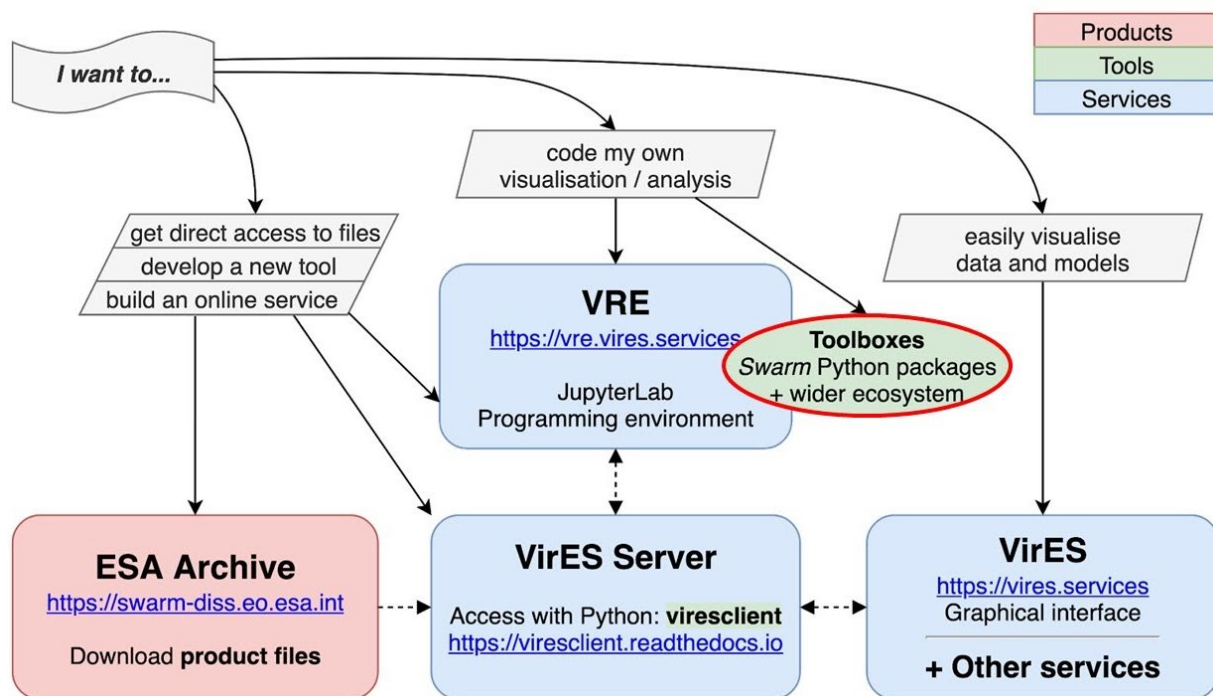 I want to...
Products
Tools
Services
code my own
visualisation / analysis
get direct access to files
develop a new tool
build an online service
easily visualise
data and models
VRE
https://vre.vires.services
JupyterLab
Programming environment
Toolboxes
Swarm Python packages
+ wider ecosystem
ESA Archive
https://swarm-diss.eo.esa.int
Download product files
VirES Server
Access with Python: viresclient
https://viresclient.readthedocs.io
VirES
https://vires.services
Graphical interface
+ Other services